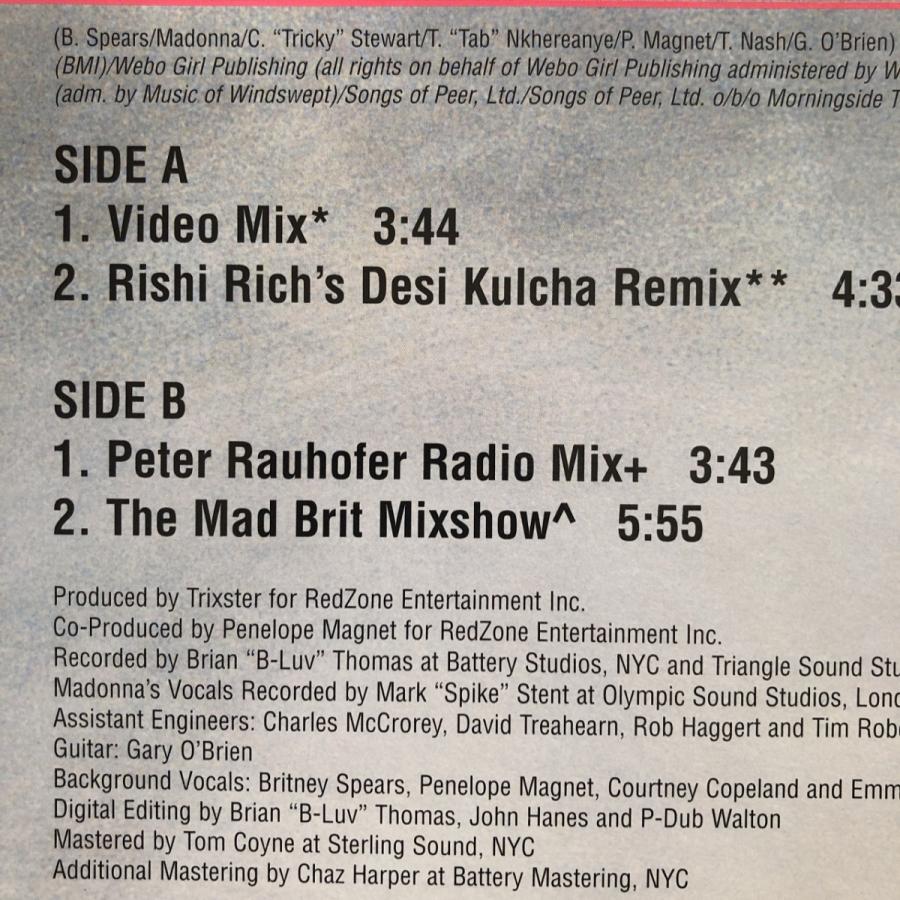 (B. Spears/Madonna/C. “Tricky” Stewart/T. “Tab” Nkhereanye/P. Magnet/T. Nash/G. O’Brien)
(BMI)/Webo Girl Publishing (all rights on behalf of Webo Girl Publishing administered by
(adm. by Music of Windswept)/Songs of Peer, Ltd./Songs of Peer, Ltd. o/b/o Morningside
SIDE A
1. Video Mix* 3:44
2. Rishi Rich’s Desi Kulcha Remix** 4:33
SIDE B
1. Peter Rauhofer Radio Mix+ 3:43
2. The Mad Brit Mixshow^ 5:55
Produced by Trixster for RedZone Entertainment Inc.
Co-Produced by Penelope Magnet for RedZone Entertainment Inc.
Recorded by Brian “B-Luv” Thomas at Battery Studios, NYC and Triangle Sound
Madonna’s Vocals Recorded by Mark “Spike” Stent at Olympic Sound Studios,
Assistant Engineers: Charles McCrorey, David Treahearn, Rob Haggert and Tim
Guitar: Gary O’Brien
Background Vocals: Britney Spears, Penelope Magnet, Courtney Copeland and
Digital Editing by Brian “B-Luv” Thomas, John Hanes and P-Dub Walton
Mastered by Tom Coyne at Sterling Sound, NYC
Additional Mastering by Chaz Harper at Battery Mastering, NYC